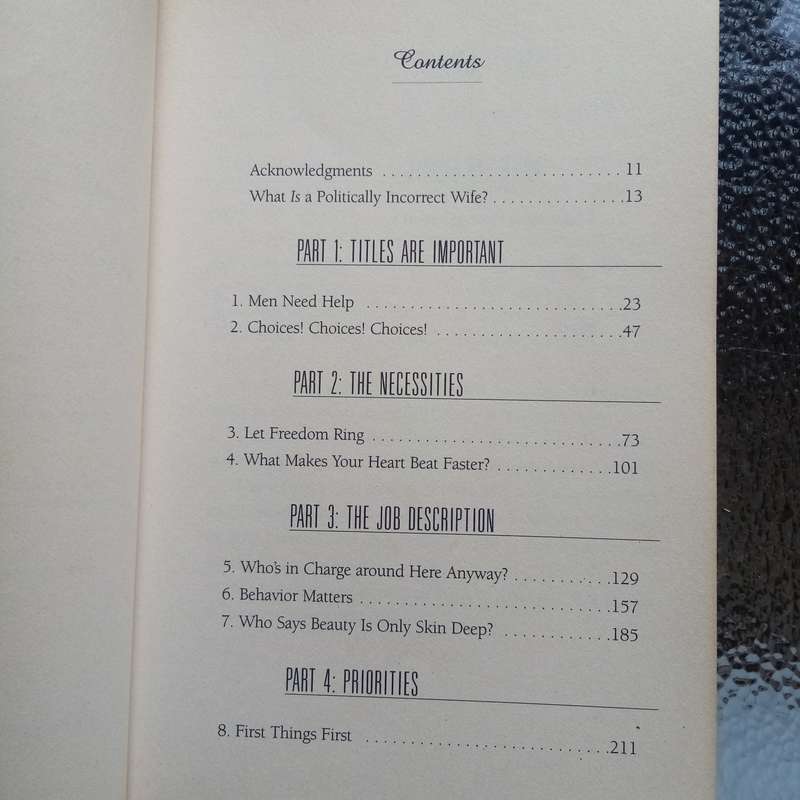 Contents
Acknowledgments . . . . . . . . . . . . . . . . . . . . . . . . . . . 11
What Is a Politically Incorrect Wife? . . . . . . . . . . . . . . .13
PART 1: TITLES ARE IMPORTANT
1. Men Need Help . . . . . . . . . . . . . . . . . . . . . . . . . . . . .23
2. Choices! Choices! Choices! . . . . . . . . . . . . . . . . . . . . .47
PART 2: THE NECESSITIES
3. Let Freedom Ring . . . . . . . . . . . . . . . . . . . . . . . . . . . .73
4. What Makes Your Heart Beat Faster? . . . . . . . . . . . . .101
PART 3: THE JOB DESCRIPTION
5. Who's in Charge around Here Anyway? . . . . . . . . . . .129
6. Behavior Matters . . . . . . . . . . . . . . . . . . . . . . . . . . . .157
7. Who Says Beauty Is Only Skin Deep? . . . . . . . . . . . .185
PART 4: PRIORITIES
8. First Things First . . . . . . . . . . . . . . . . . . . . . . . . . . . .211